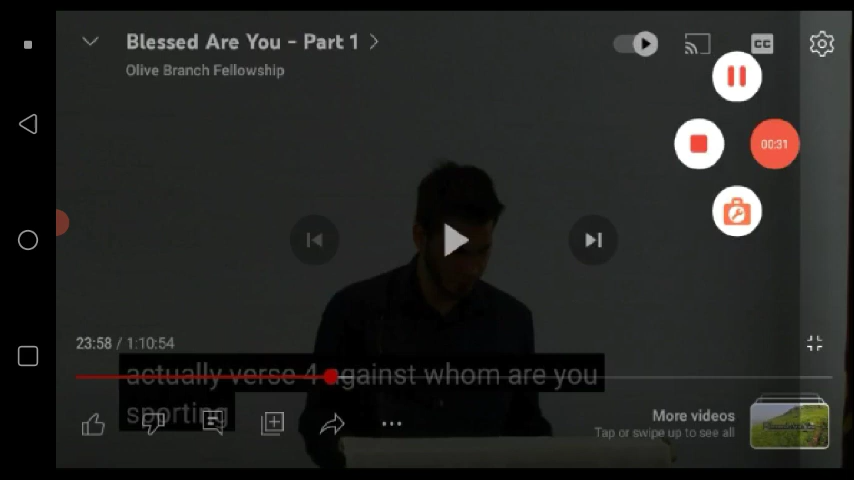 Blessed Are You - Part 1
Olive Branch Fellowship
CC
00:31
23:58 / 1:10:54
actually verse 4 against whom are you
sporting
More videos
Tap or swipe up to see all